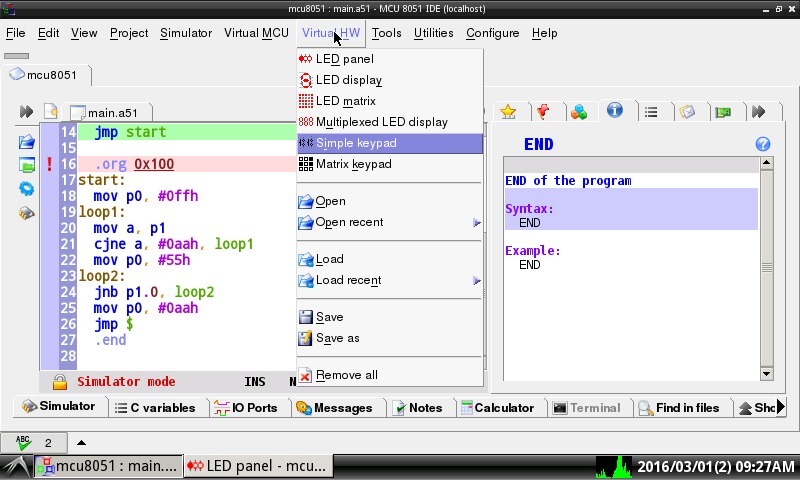 mcu8051 : main.a51 - MCU 8051 IDE (localhost)
File Edit View Project Simulator Virtual MCU Virtual HW Tools Utilities Configure Help
mcu8051
main.a51
LED panel
LED display
LED matrix
Multiplexed LED display
Simple keypad
Matrix keypad
Open
Open recent
Load
Load recent
Save
Save as
Remove all
14 jmp start
15
! 16 .org 0x100
17 start:
18 mov p0, #0ffh
19 loop1:
20 mov a, p1
21 cjne a, #0aah, loop1
22 mov p0, #55h
23 loop2:
24 jnb p1.0, loop2
25 mov p0, #0aah
26 jmp $
27 .end
28
END
END of the program
Syntax:
END
Example:
END
Simulator mode INS
Simulator C variables IO Ports Messages Notes Calculator Terminal Find in files
ABC 2
mcu8051 : main.... LED panel - mcu... 2016/03/01(2) 09:27AM